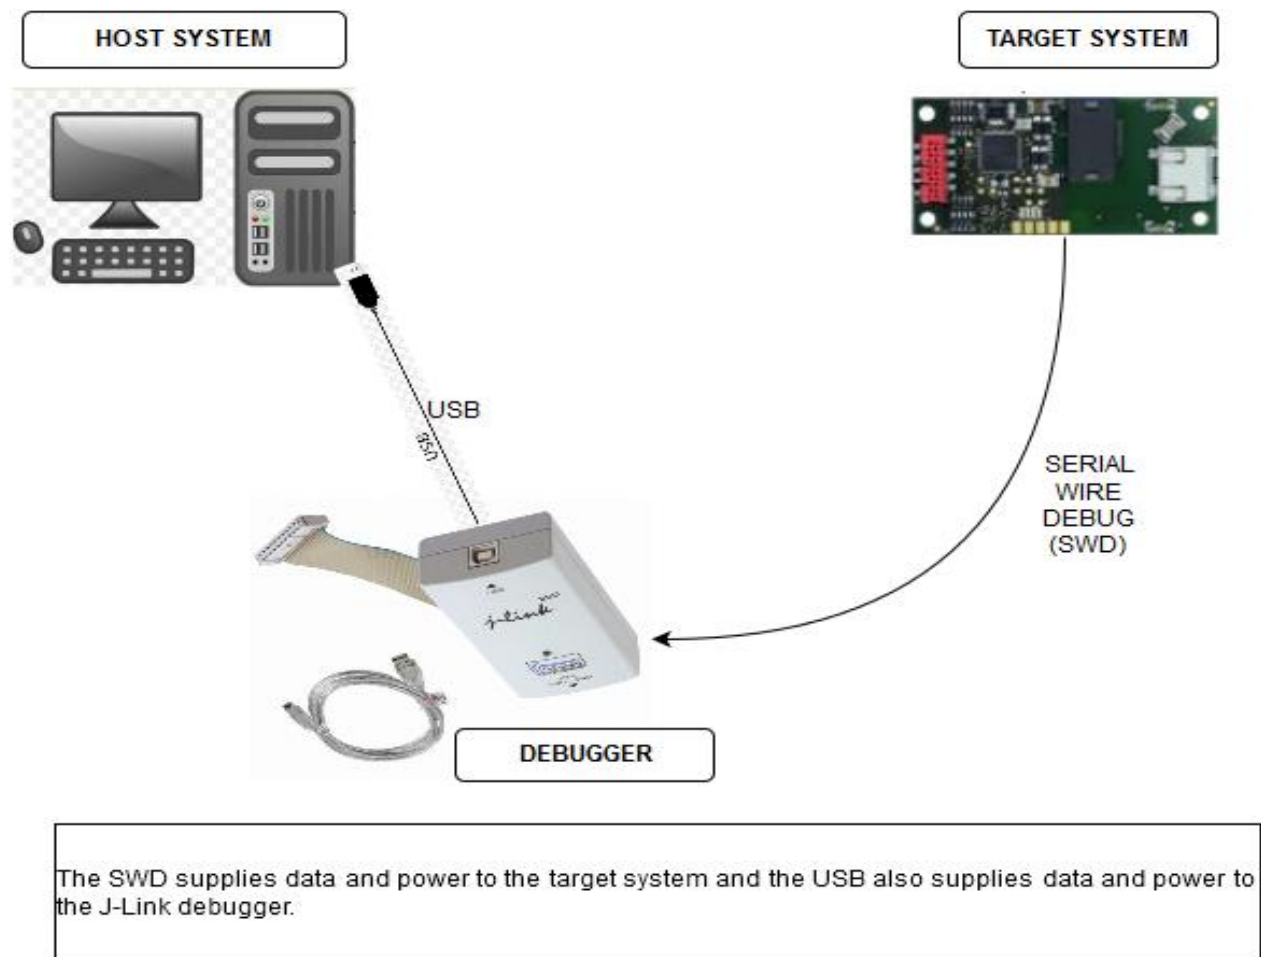 HOST SYSTEM
TARGET SYSTEM
USB
USB
SERIAL
WIRE
DEBUG
(SWD)
j-link
DEBUGGER
The SWD supplies data and power to the target system and the USB also supplies data and power to
the J-Link debugger.